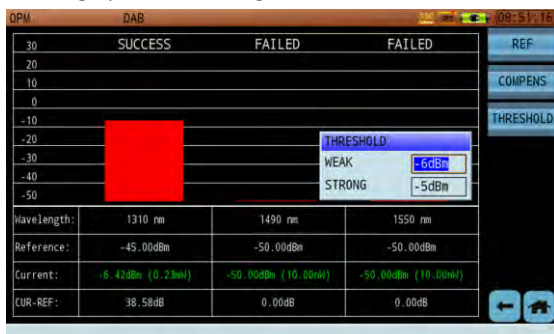 OPM DAB 08:51:16
30 SUCCESS FAILED FAILED REF
20
10 COMPENS
0
-10 THRESHOLD
-20 THRESHOLD
-30 WEAK -6dBm
-40
STRONG -5dBm
-50
Wavelength: 1310 nm 1490 nm 1550 nm
Reference: -45.00dBm -50.00dBm -50.00dBm
Current: -6.42dBm (0.23mW) -50.00dBm (10.00nW) -50.00dBm (10.00nW)
CUR-REF: 38.58dB 0.00dB 0.00dB